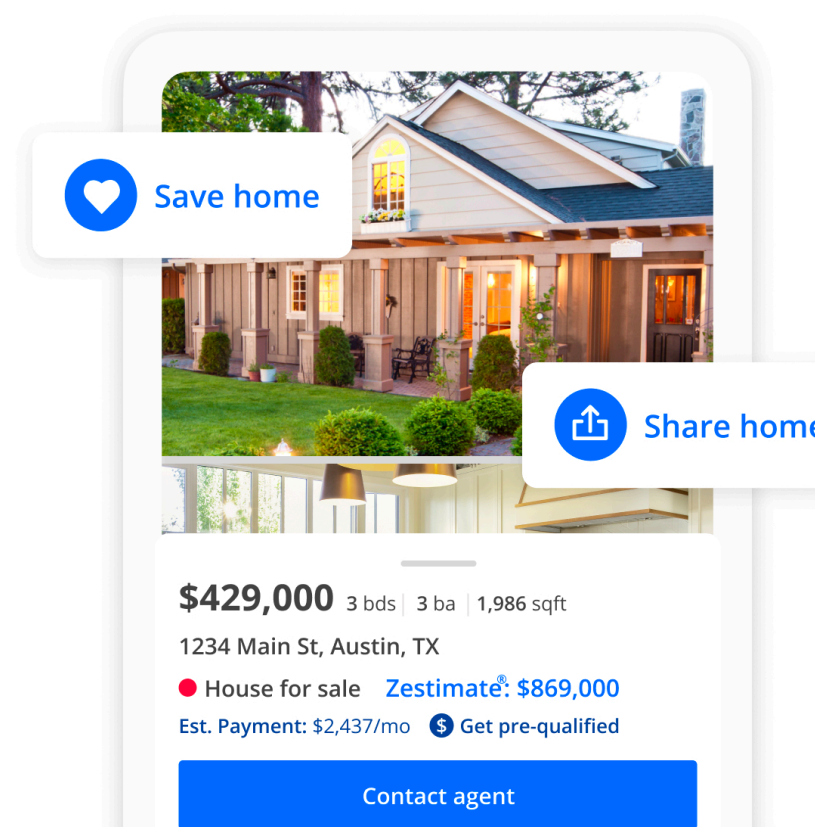 Save home
Share home
$429,000 3 bds 3 ba 1,986 sqft
1234 Main St, Austin, TX
House for sale Zestimate®: $869,000
Est. Payment: $2,437/mo $ Get pre-qualified
Contact agent